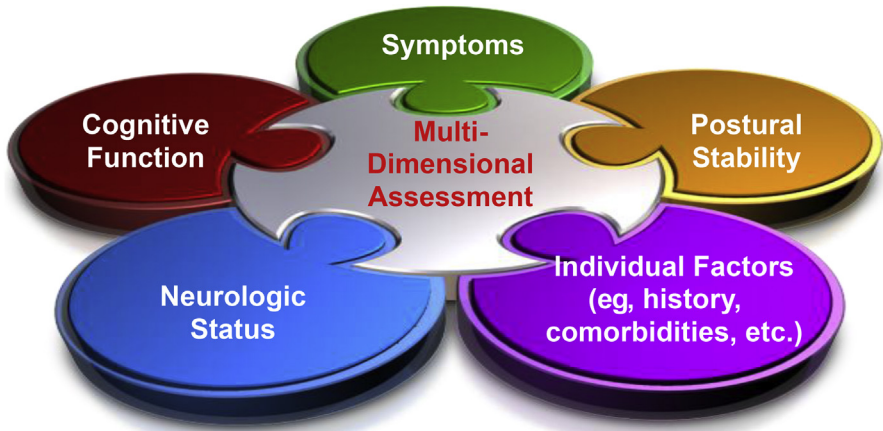 Symptoms
Cognitive
Function
Multi-
Dimensional
Assessment
Postural
Stability
Neurologic
Status
Individual Factors
(eg, history,
comorbidities, etc.)